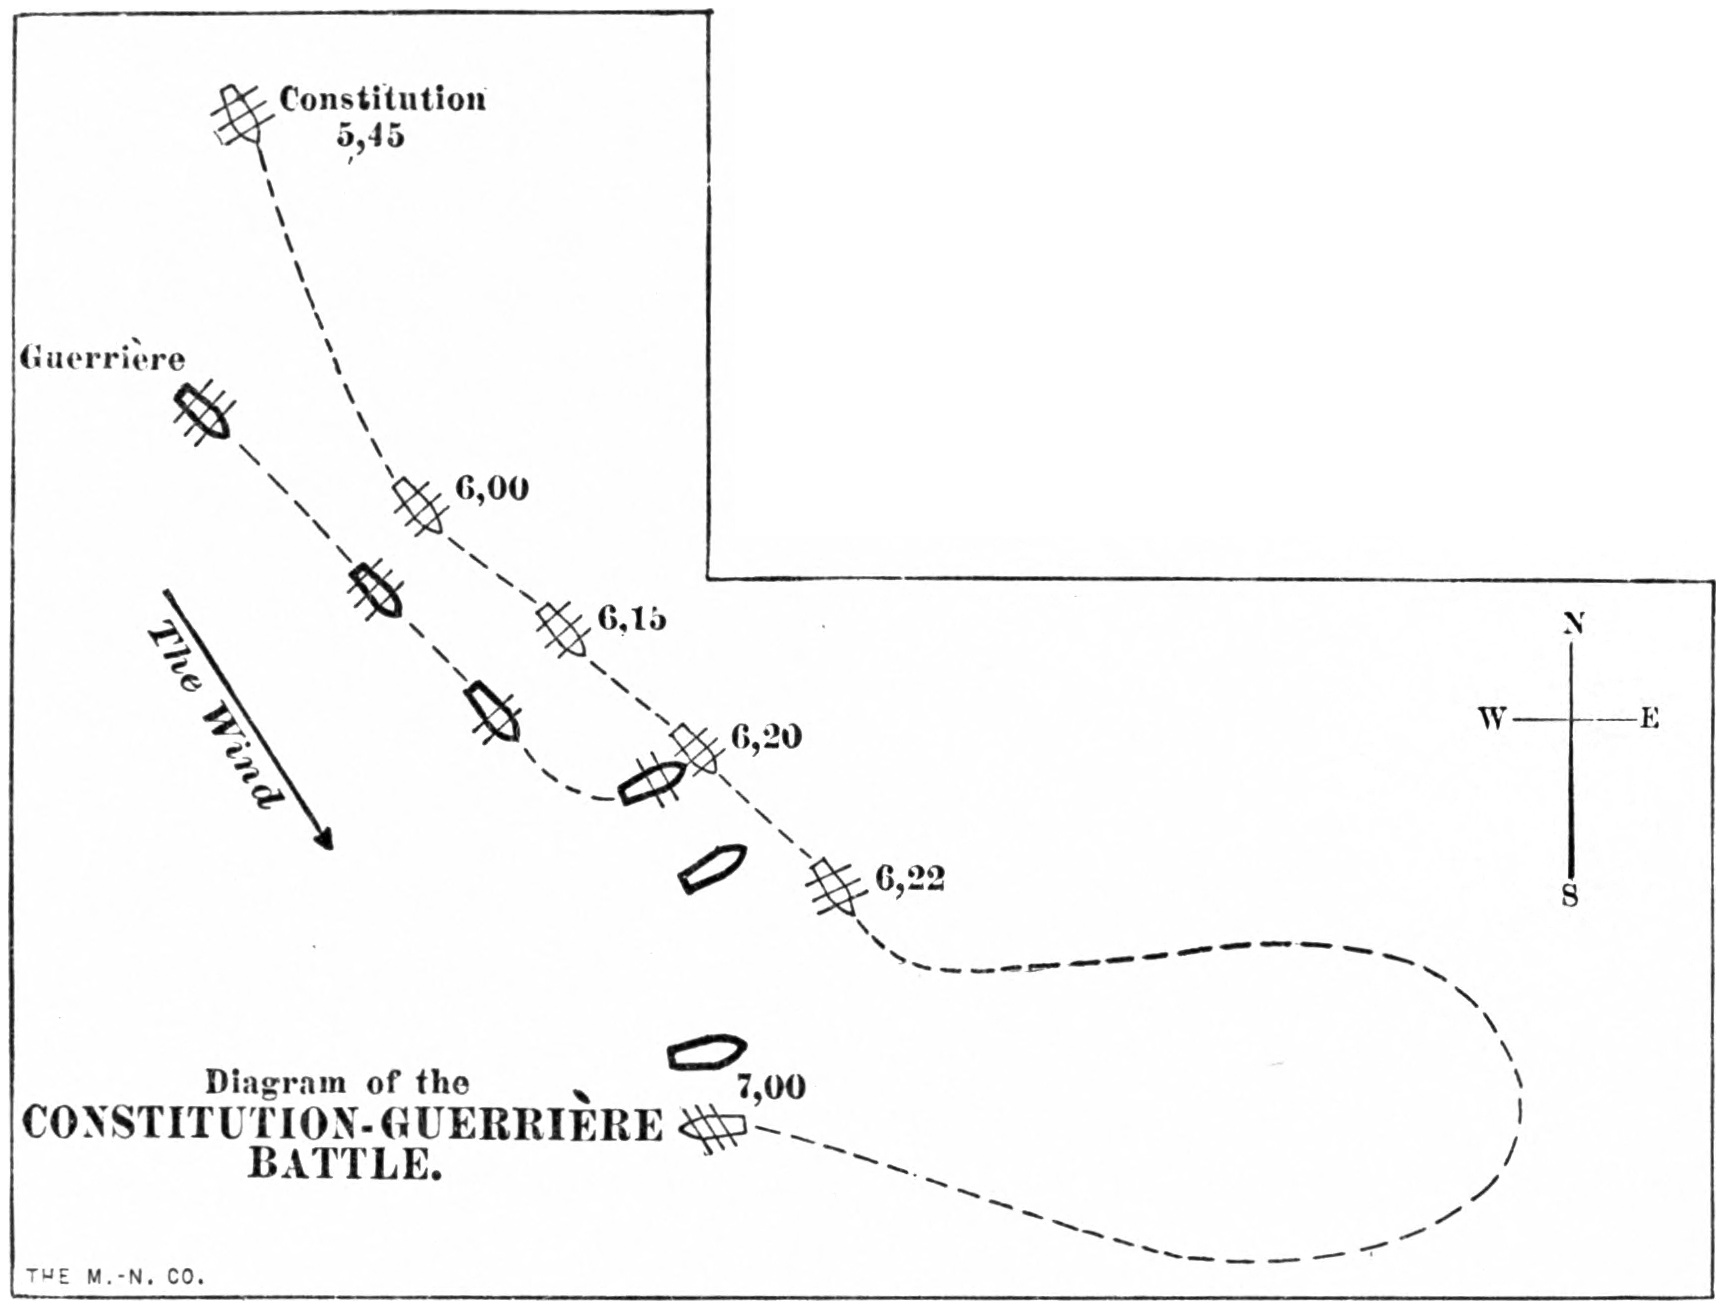 Constitution
5,45
Guerrière
6,00
6,15
The Wind
6,20
6,22
N
W E
S
Diagram of the
7,00
CONSTITUTION-GUERRIÈRE
BATTLE.
THE M.-N. CO.